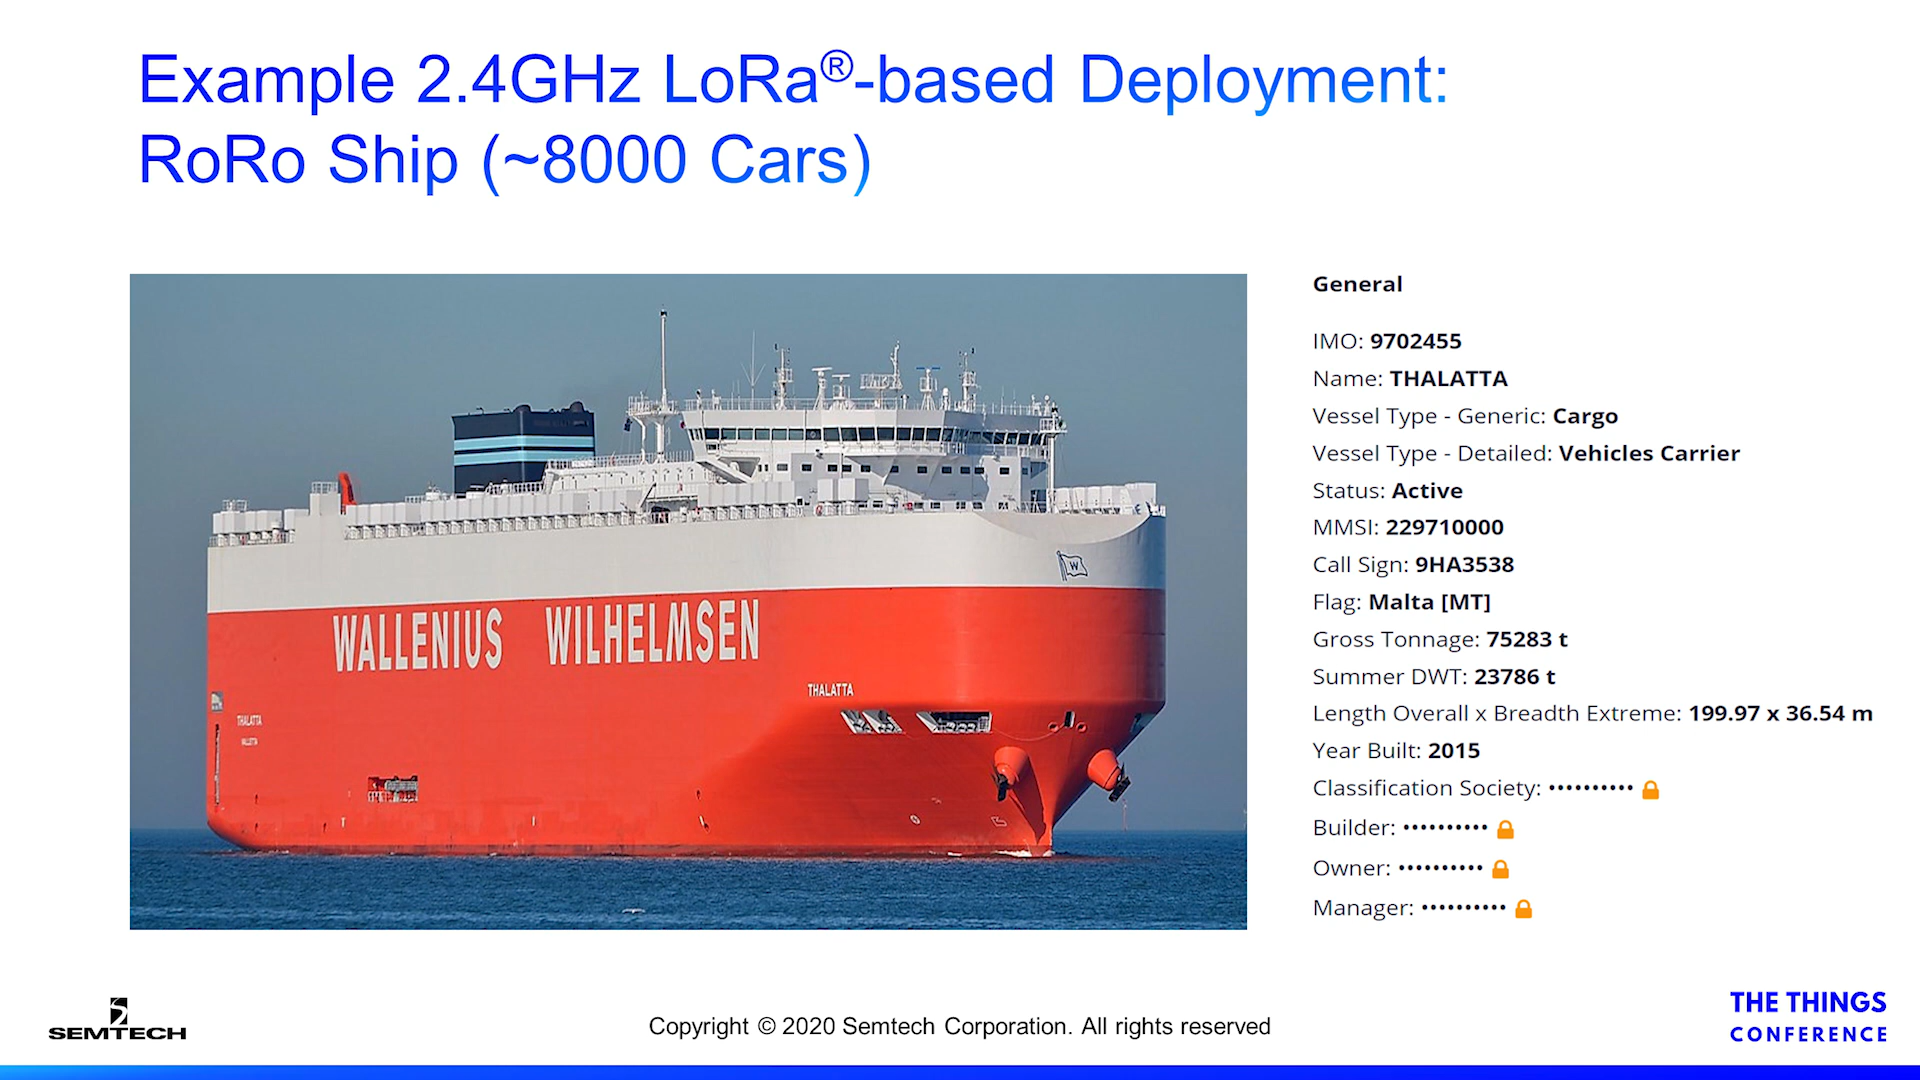 Example 2.4GHz LoRa®-based Deployment:
RoRo Ship (~8000 Cars)
WALLENIUS WILHELMSEN
THALATTA
THALATTA
W
General
IMO: 9702455
Name: THALATTA
Vessel Type - Generic: Cargo
Vessel Type - Detailed: Vehicles Carrier
Status: Active
MMSI: 229710000
Call Sign: 9HA3538
Flag: Malta [MT]
Gross Tonnage: 75283 t
Summer DWT: 23786 t
Length Overall x Breadth Extreme: 199.97 x 36.54 m
Year Built: 2015
Classification Society: ••••••••••
Builder: ••••••••••
Owner: ••••••••••
Manager: ••••••••••
SEMTECH
Copyright © 2020 Semtech Corporation. All rights reserved
THE THINGS
CONFERENCE